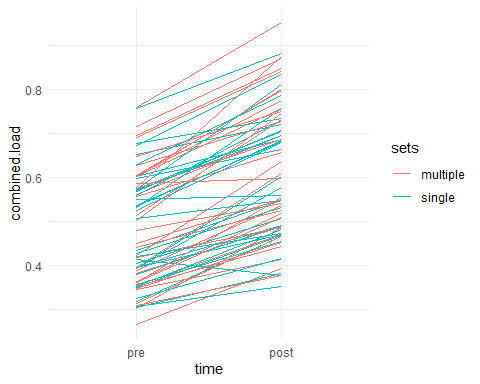 combined.load
0.8
0.6
0.4
pre
post
time
sets
multiple
single